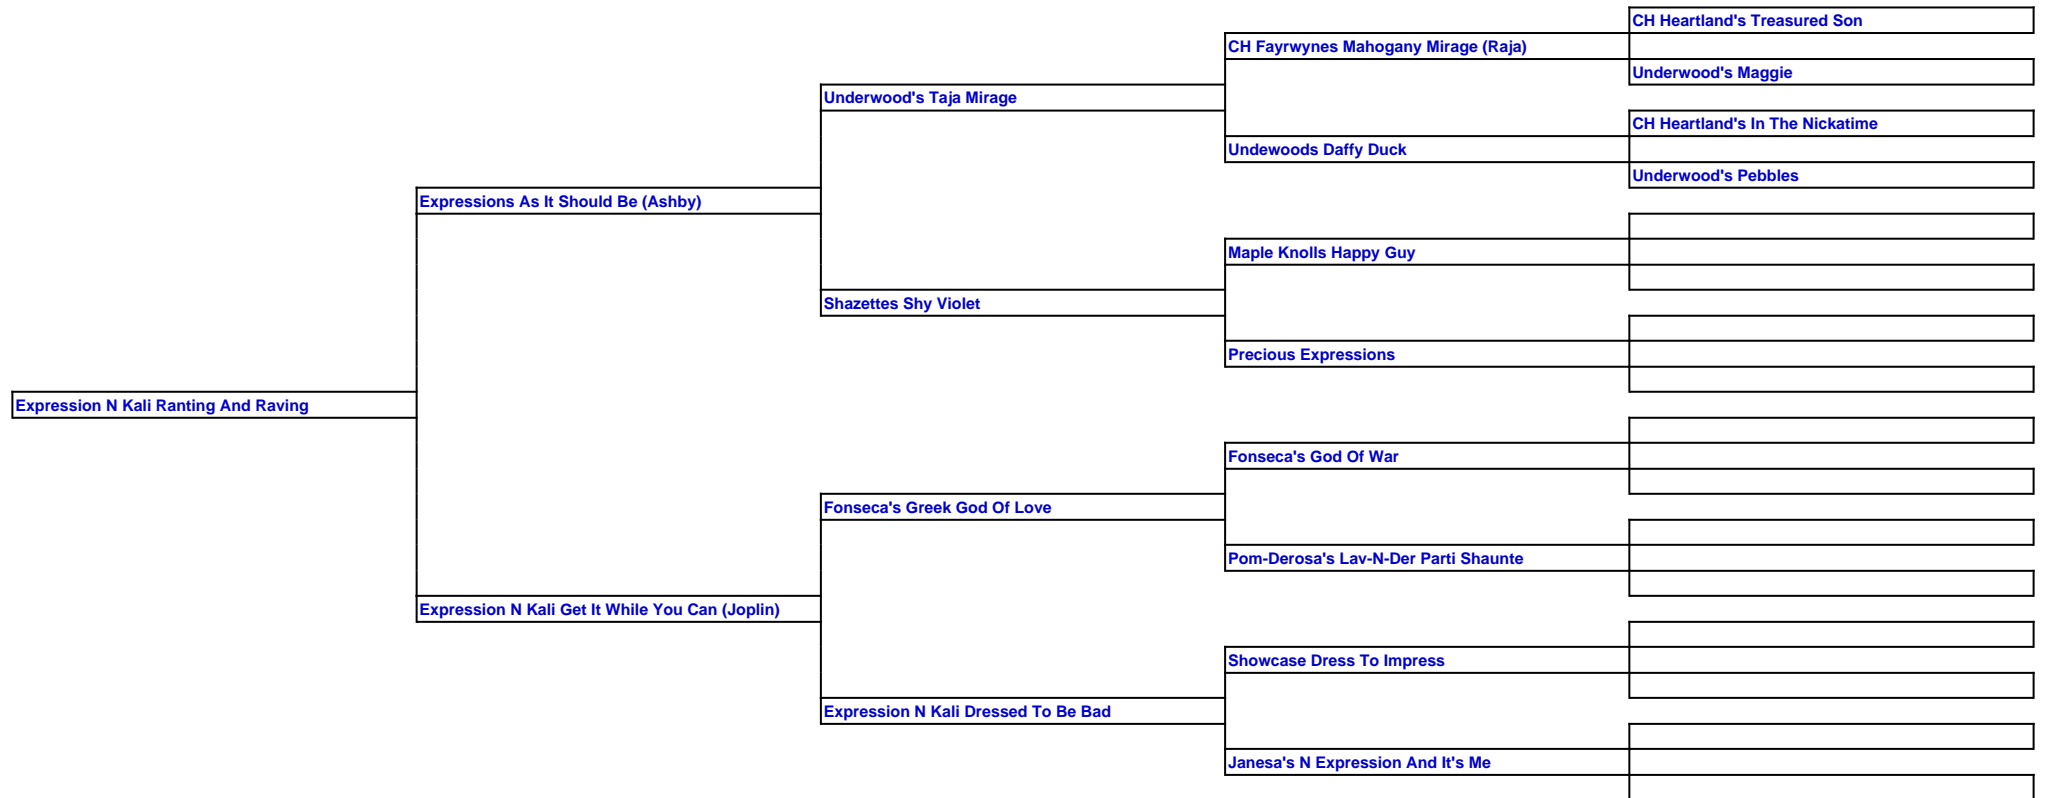 CH Heartland's Treasured Son
CH Fayrwynes Mahogany Mirage (Raja)
Underwood's Maggie
Underwood's Taja Mirage
CH Heartland's In The Nickatime
Undewoods Daffy Duck
Underwood's Pebbles
Expressions As It Should Be (Ashby)
Maple Knolls Happy Guy
Shazettes Shy Violet
Precious Expressions
Expression N Kali Ranting And Raving
Fonseca's God Of War
Fonseca's Greek God Of Love
Pom-Derosa's Lav-N-Der Parti Shaunte
Expression N Kali Get It While You Can (Joplin)
Showcase Dress To Impress
Expression N Kali Dressed To Be Bad
Janesa's N Expression And It's Me